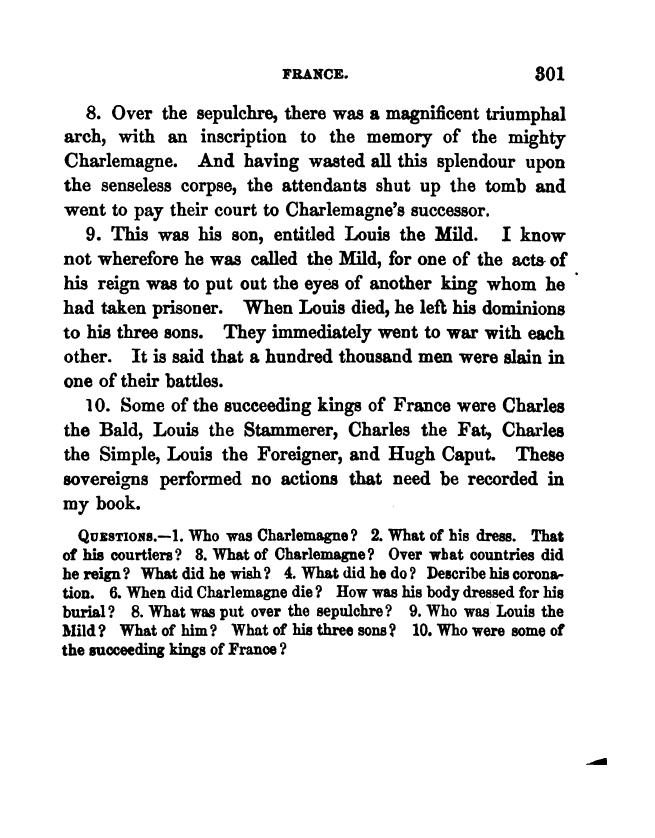 FRANCE. 301
8. Over the sepulchre, there was a magnificent triumphal
arch, with an inscription to the memory of the mighty
Charlemagne. And having wasted all this splendour upon
the senseless corpse, the attendants shut up the tomb and
went to pay their court to Charlemagne's successor.
9. This was his son, entitled Louis the Mild. I know
not wherefore he was called the Mild, for one of the acts of
his reign was to put out the eyes of another king whom he
had taken prisoner. When Louis died, he left his dominions
to his three sons. They immediately went to war with each
other. It is said that a hundred thousand men were slain in
one of their battles.
10. Some of the succeeding kings of France were Charles
the Bald, Louis the Stammerer, Charles the Fat, Charles
the Simple, Louis the Foreigner, and Hugh Caput. These
sovereigns performed no actions that need be recorded in
my book.
QUESTIONS.—1. Who was Charlemagne? 2. What of his dress. That
of his courtiers? 3. What of Charlemagne? Over what countries did
he reign? What did he wish? 4. What did he do? Describe his corona-
tion. 6. When did Charlemagne die? How was his body dressed for his
burial? 8. What was put over the sepulchre? 9. Who was Louis the
Mild? What of him? What of his three sons? 10. Who were some of
the succeeding kings of France?